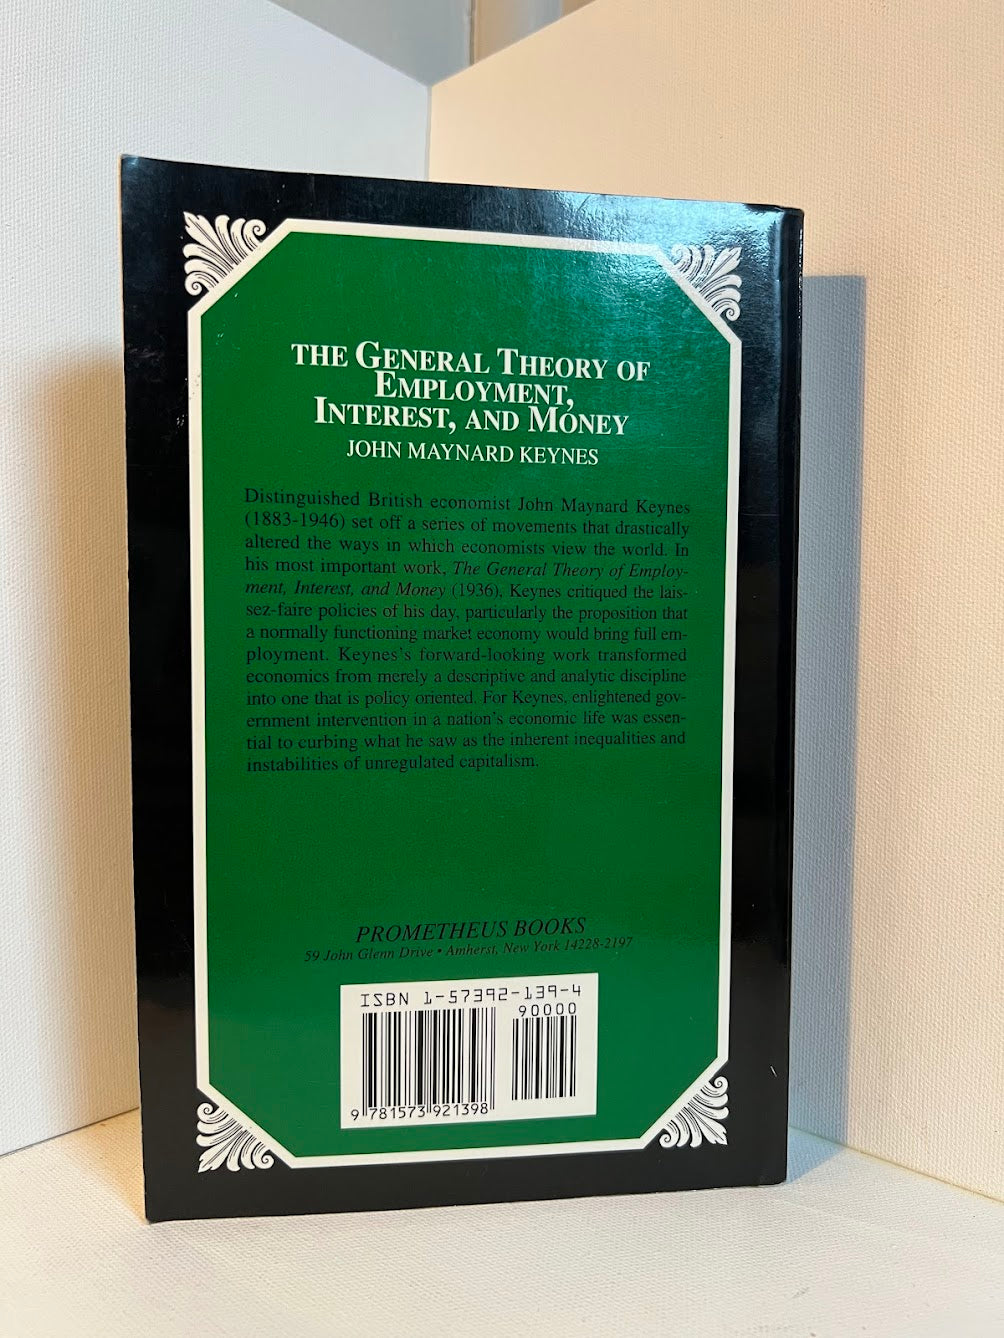 THE GENERAL THEORY OF
EMPLOYMENT,
INTEREST, AND MONEY
JOHN MAYNARD KEYNES
Distinguished British economist John Maynard Keynes
(1883-1946) set off a series of movements that drastically
altered the ways in which economists view the world. In
his most important work, The General Theory of Employ-
ment, Interest, and Money (1936), Keynes critiqued the lais-
sez-faire policies of his day, particularly the proposition that
a normally functioning market economy would bring full em-
ployment. Keynes's forward-looking work transformed
economics from merely a descriptive and analytic discipline
into one that is policy oriented. For Keynes, enlightened gov-
ernment intervention in a nation's economic life was essen-
tial to curbing what he saw as the inherent inequalities and
instabilities of unregulated capitalism.
PROMETHEUS BOOKS
59 John Glenn Drive • Amherst, New York 14228-2197
ISBN 1-57392-139-4
90000
9 781573 921398